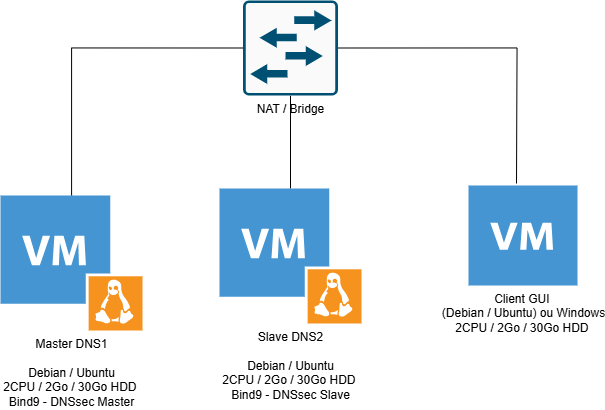 NAT / Bridge
VM
Master DNS1
Debian / Ubuntu
2CPU / 2Go / 30Go HDD
Bind9 - DNSsec Master
VM
Slave DNS2
Debian / Ubuntu
2CPU / 2Go / 30Go HDD
Bind9 - DNSsec Slave
VM
Client GUI
(Debian / Ubuntu) ou Windows
2CPU / 2Go / 30Go HDD